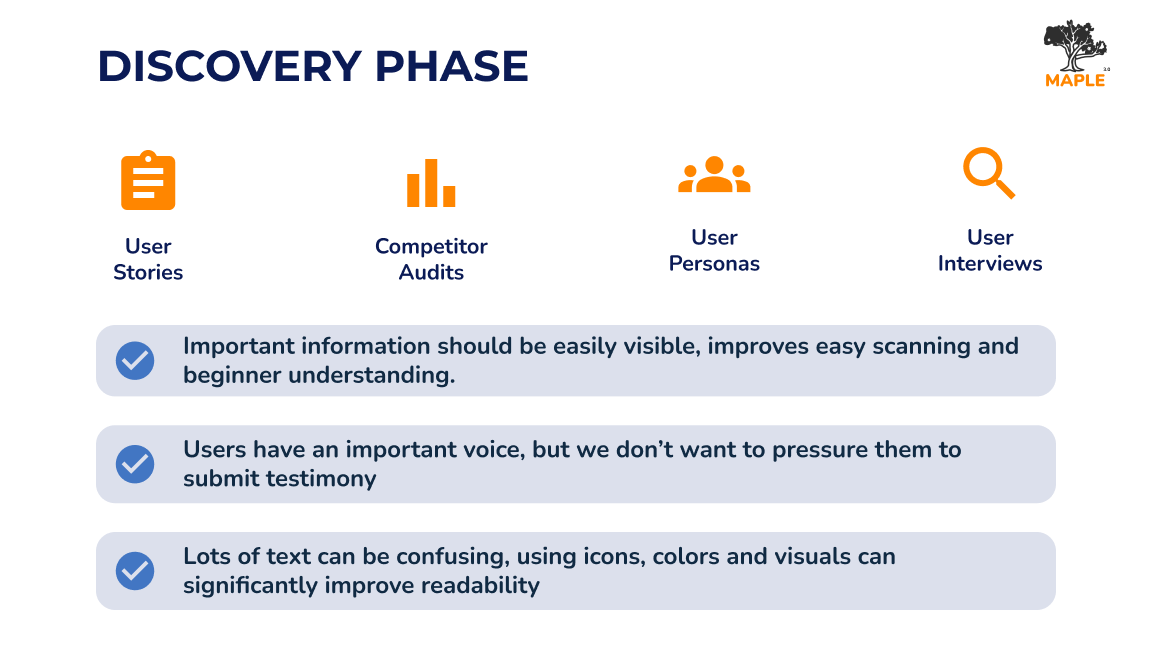 DISCOVERY PHASE
3.0
MAPLE
User
Stories
Competitor
Audits
User
Personas
User
Interviews
Important information should be easily visible, improves easy scanning and
beginner understanding.
Users have an important voice, but we don’t want to pressure them to
submit testimony
Lots of text can be confusing, using icons, colors and visuals can
significantly improve readability